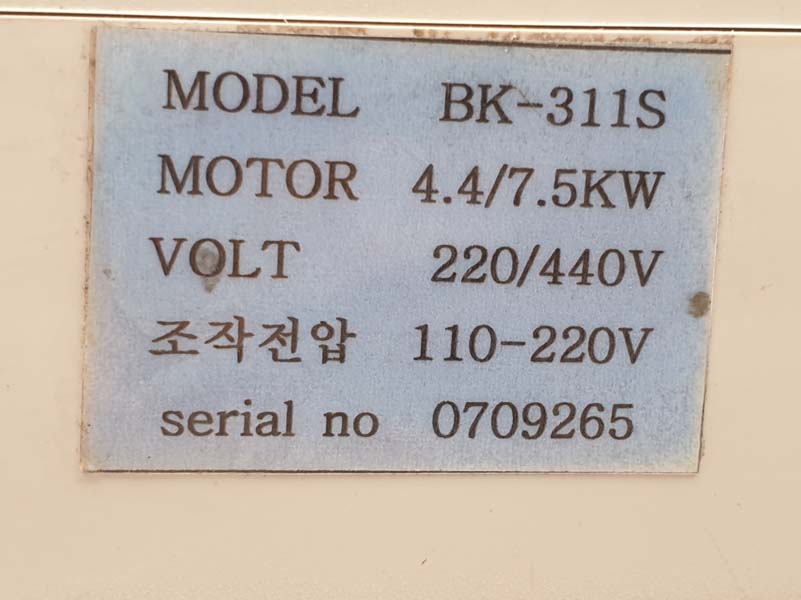 MODEL BK-311S
MOTOR 4.4/7.5KW
VOLT 220/440V
조작전압 110-220V
serial no 0709265